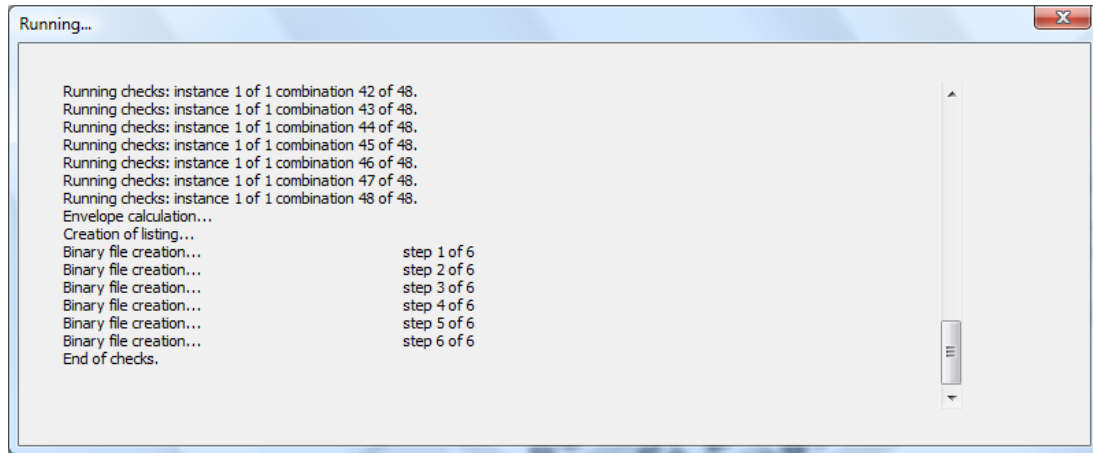 Running...
Running checks: instance 1 of 1 combination 42 of 48.
Running checks: instance 1 of 1 combination 43 of 48.
Running checks: instance 1 of 1 combination 44 of 48.
Running checks: instance 1 of 1 combination 45 of 48.
Running checks: instance 1 of 1 combination 46 of 48.
Running checks: instance 1 of 1 combination 47 of 48.
Running checks: instance 1 of 1 combination 48 of 48.
Envelope calculation...
Creation of listing...
Binary file creation... step 1 of 6
Binary file creation... step 2 of 6
Binary file creation... step 3 of 6
Binary file creation... step 4 of 6
Binary file creation... step 5 of 6
Binary file creation... step 6 of 6
End of checks.